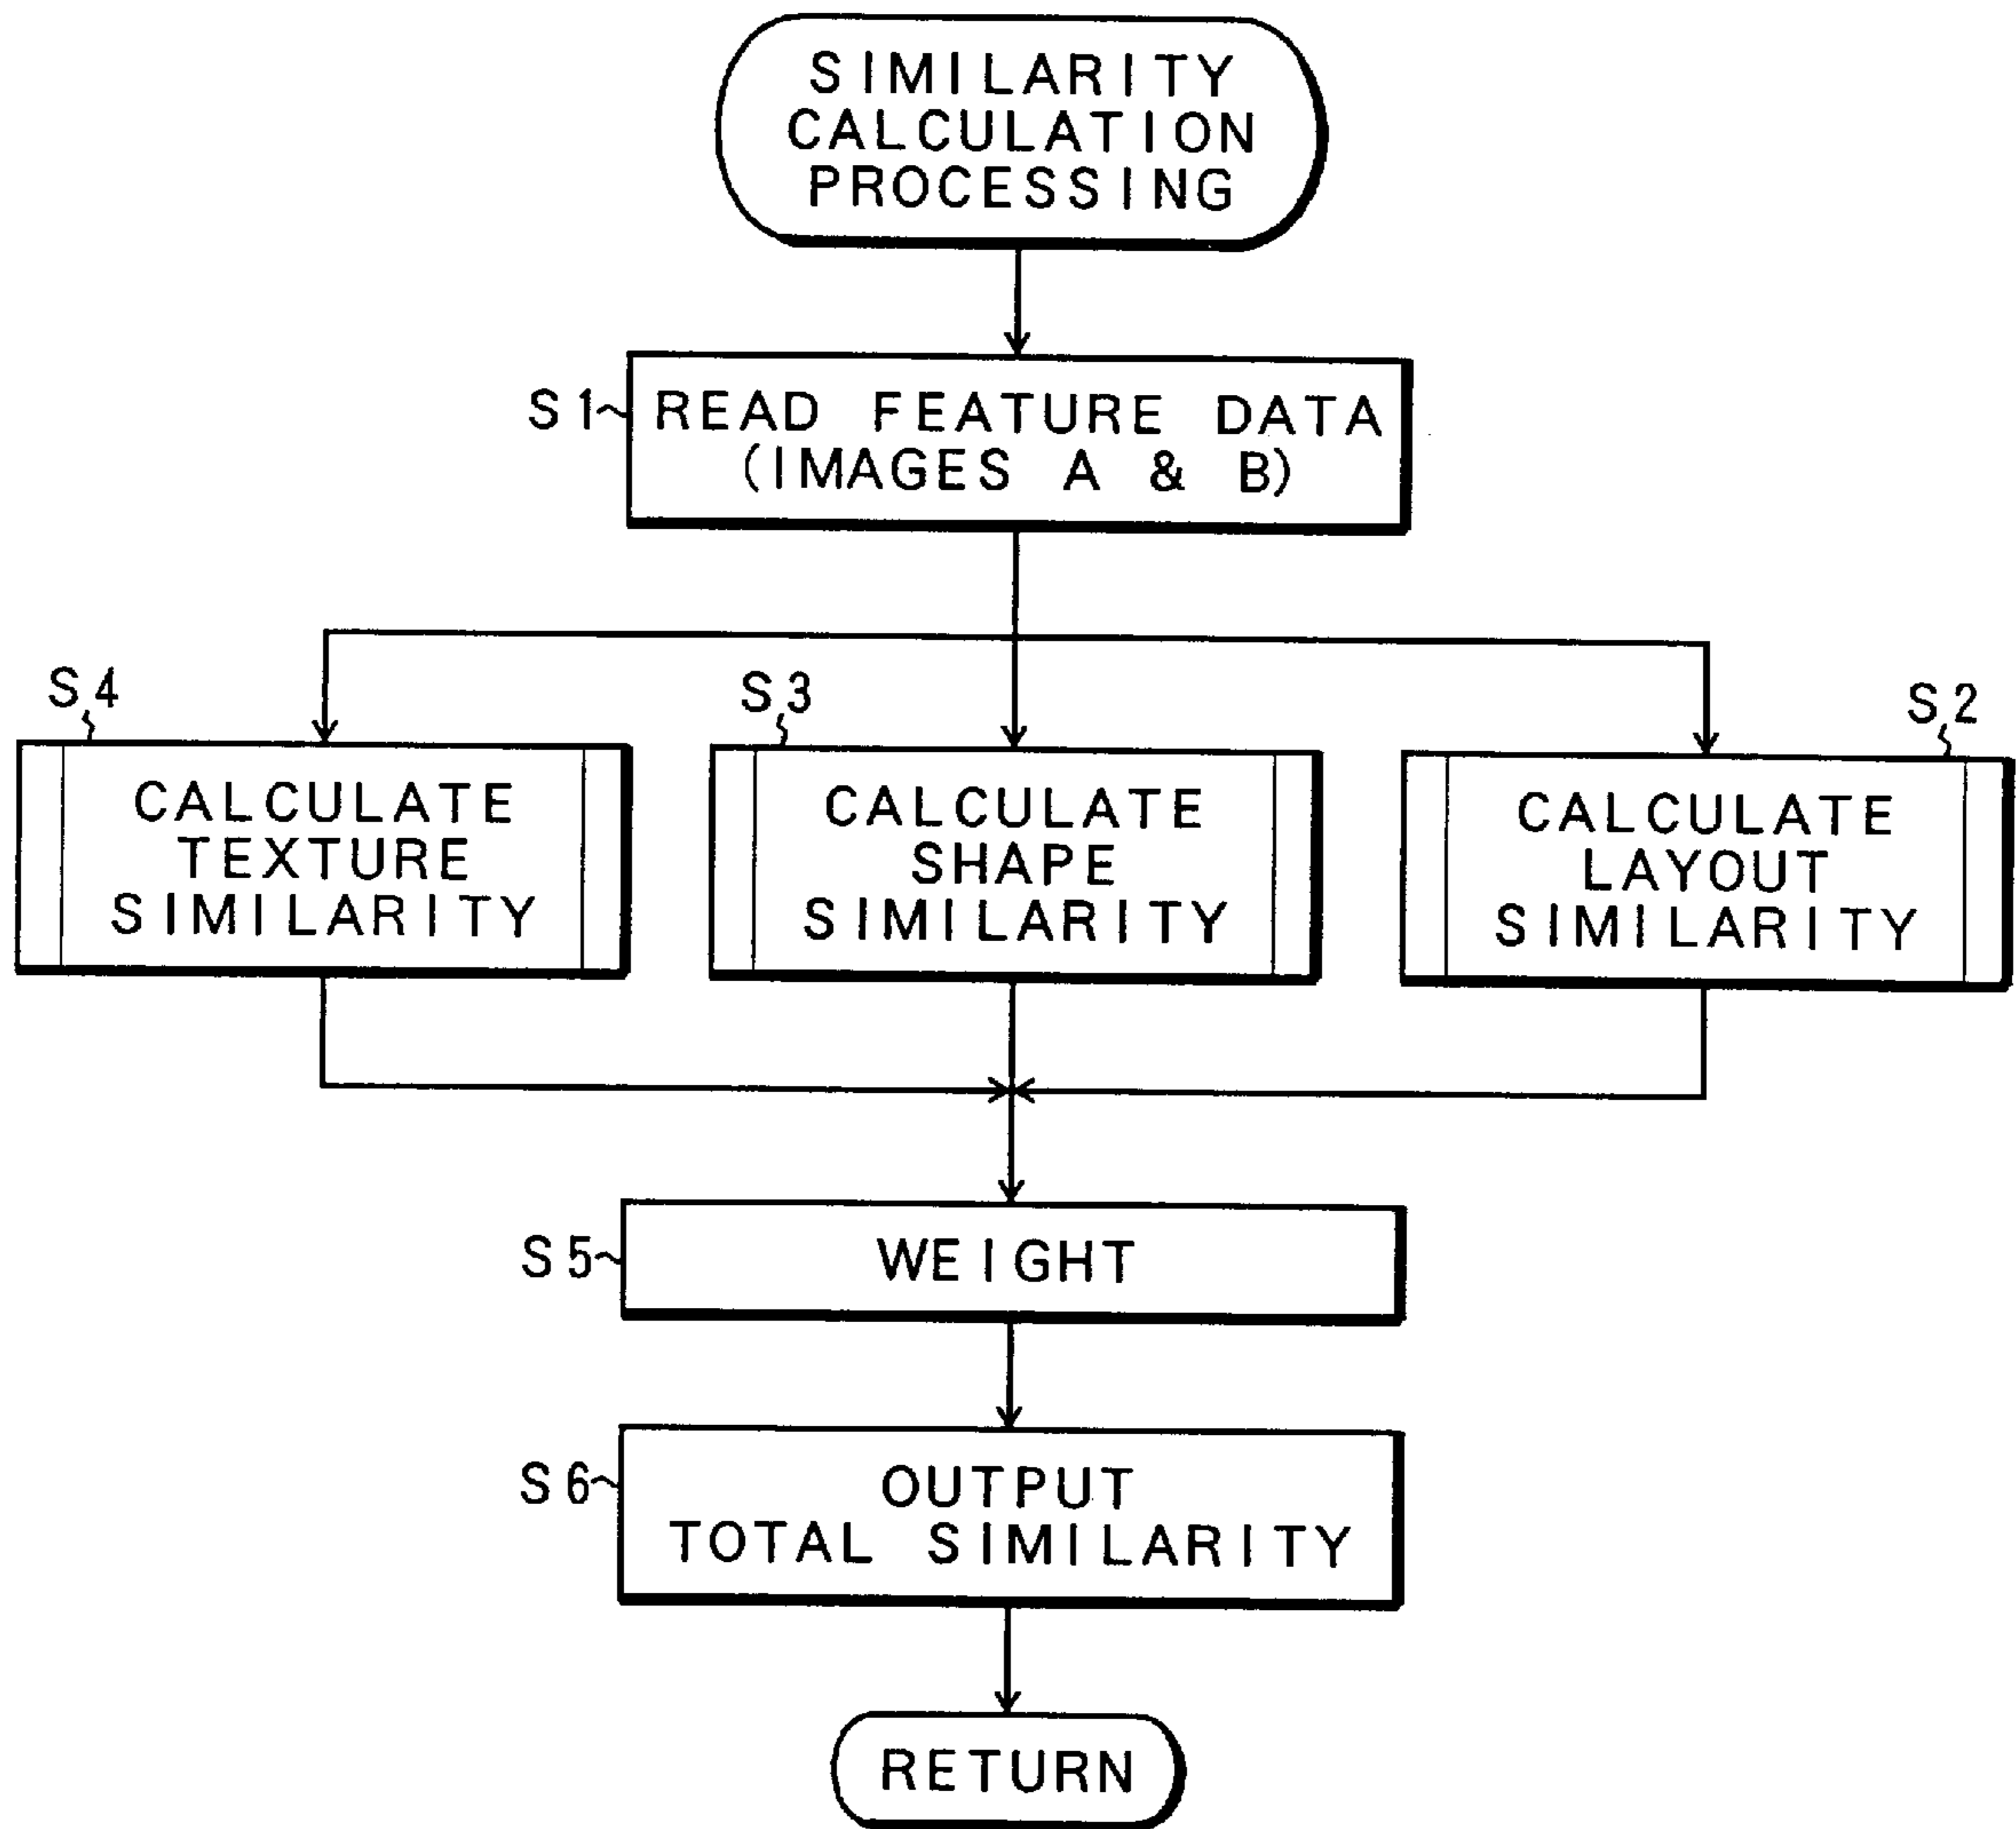 SIMILARITY
CALCULATION
PROCESSING
S1
READ FEATURE DATA
(IMAGES A & B)
S4
CALCULATE
TEXTURE
SIMILARITY
S3
CALCULATE
SHAPE
SIMILARITY
S2
CALCULATE
LAYOUT
SIMILARITY
S5
WEIGHT
S6
OUTPUT
TOTAL SIMILARITY
RETURN